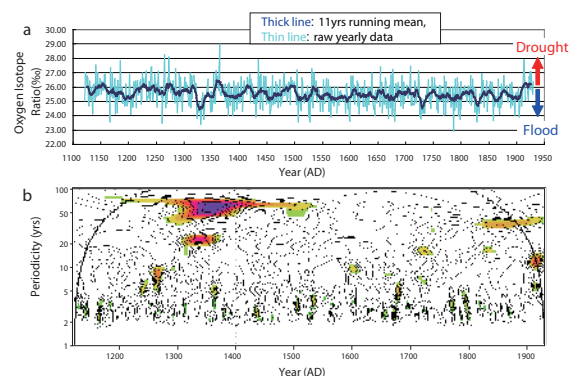 Thick line: 11yrs running mean,
Thin line: raw yearly data
a
Oxygen Isotope
Ratio(‰)
30.00
29.00
28.00
27.00
26.00
25.00
24.00
23.00
22.00
Drought
Flood
1100 1150 1200 1250 1300 1350 1400 1450 1500 1550 1600 1650 1700 1750 1800 1850 1900 1950
Year (AD)
b
Periodicity (yrs)
100
50
20
10
5
2
1
1200 1300 1400 1500 1600 1700 1800 1900
Year (AD)